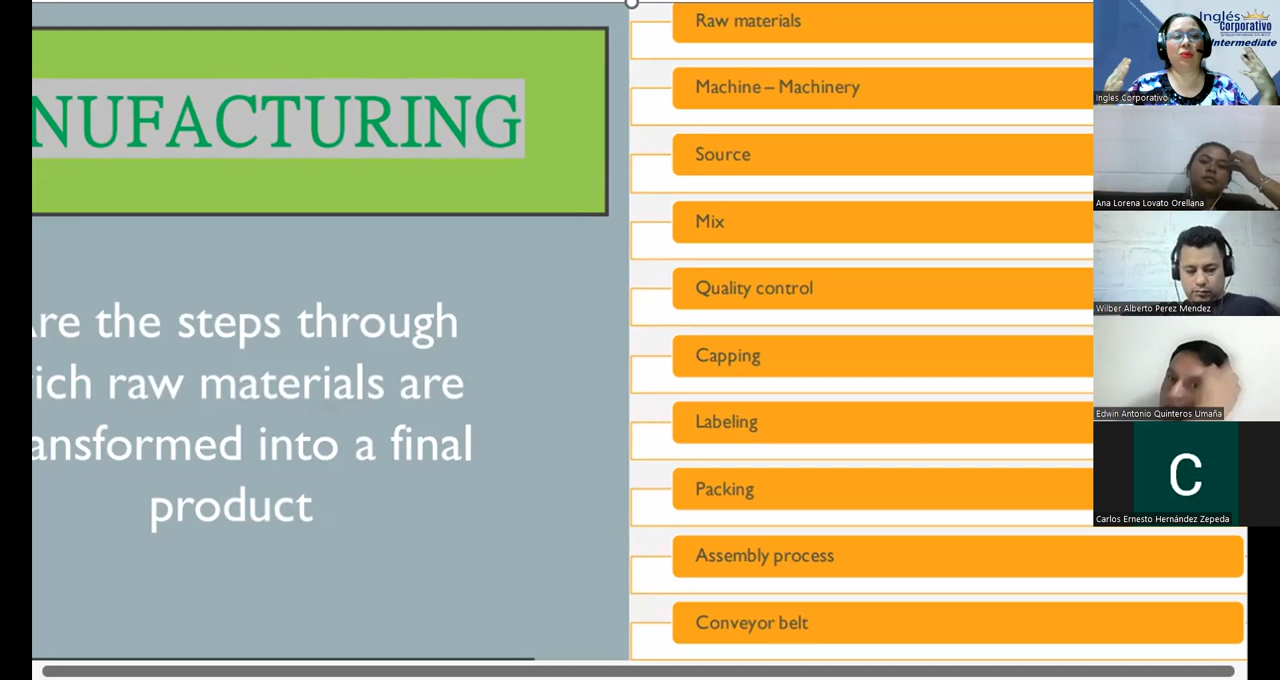 NUFACTURING
Are the steps through
ich raw materials are
ansformed into a final
product
Raw materials
Machine – Machinery
Source
Mix
Quality control
Capping
Labeling
Packing
Assembly process
Conveyor belt
Inglés
Corporativo
Intermediate
Ingles Corporativo
Ana Lorena Lovato Orellana
Wilber Alberto Perez Mendez
Edwin Antonio Quinteros Umaña
C
Carlos Ernesto Hernández Zepeda